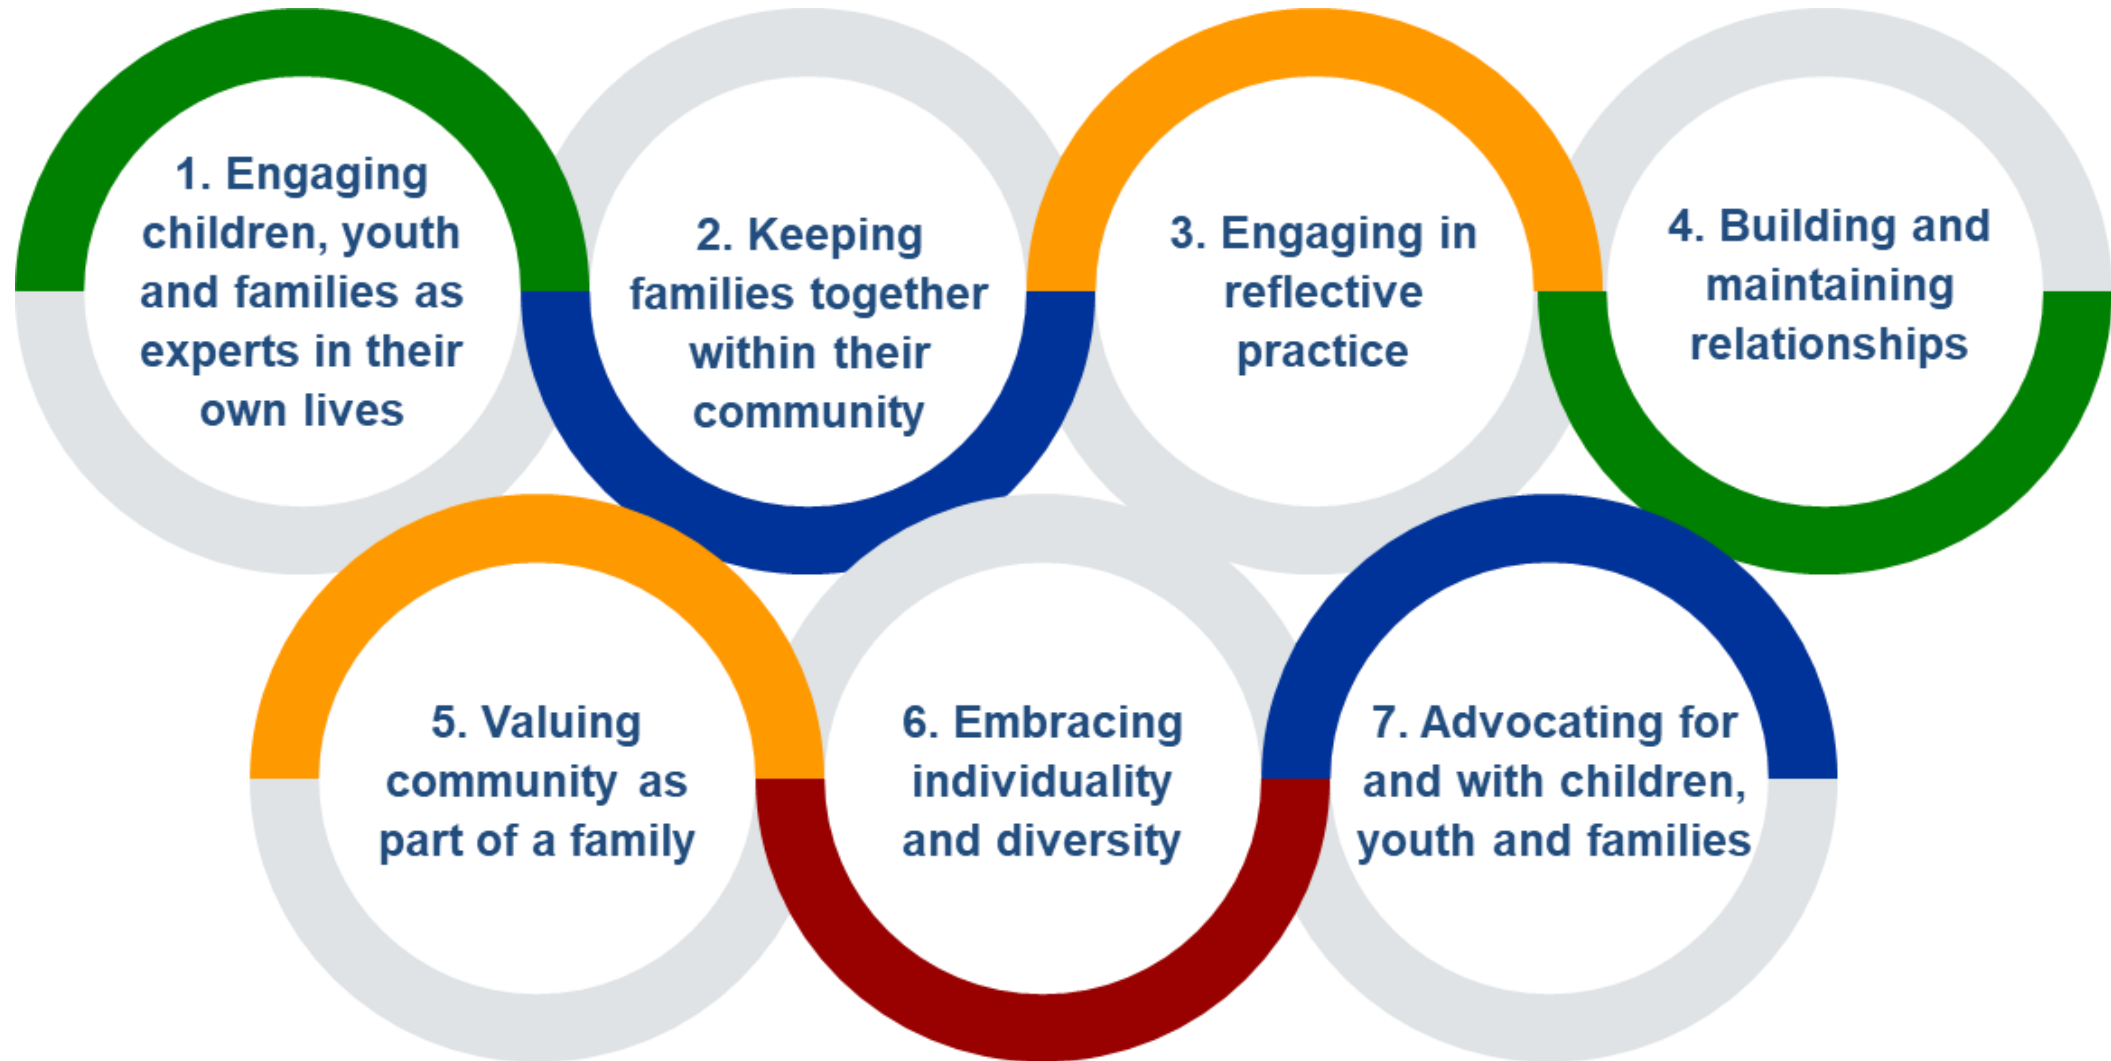 1. Engaging
children, youth
and families as
experts in their
own lives
2. Keeping
families together
within their
community
3. Engaging in
reflective
practice
4. Building and
maintaining
relationships
5. Valuing
community as
part of a family
6. Embracing
individuality
and diversity
7. Advocating for
and with children,
youth and families